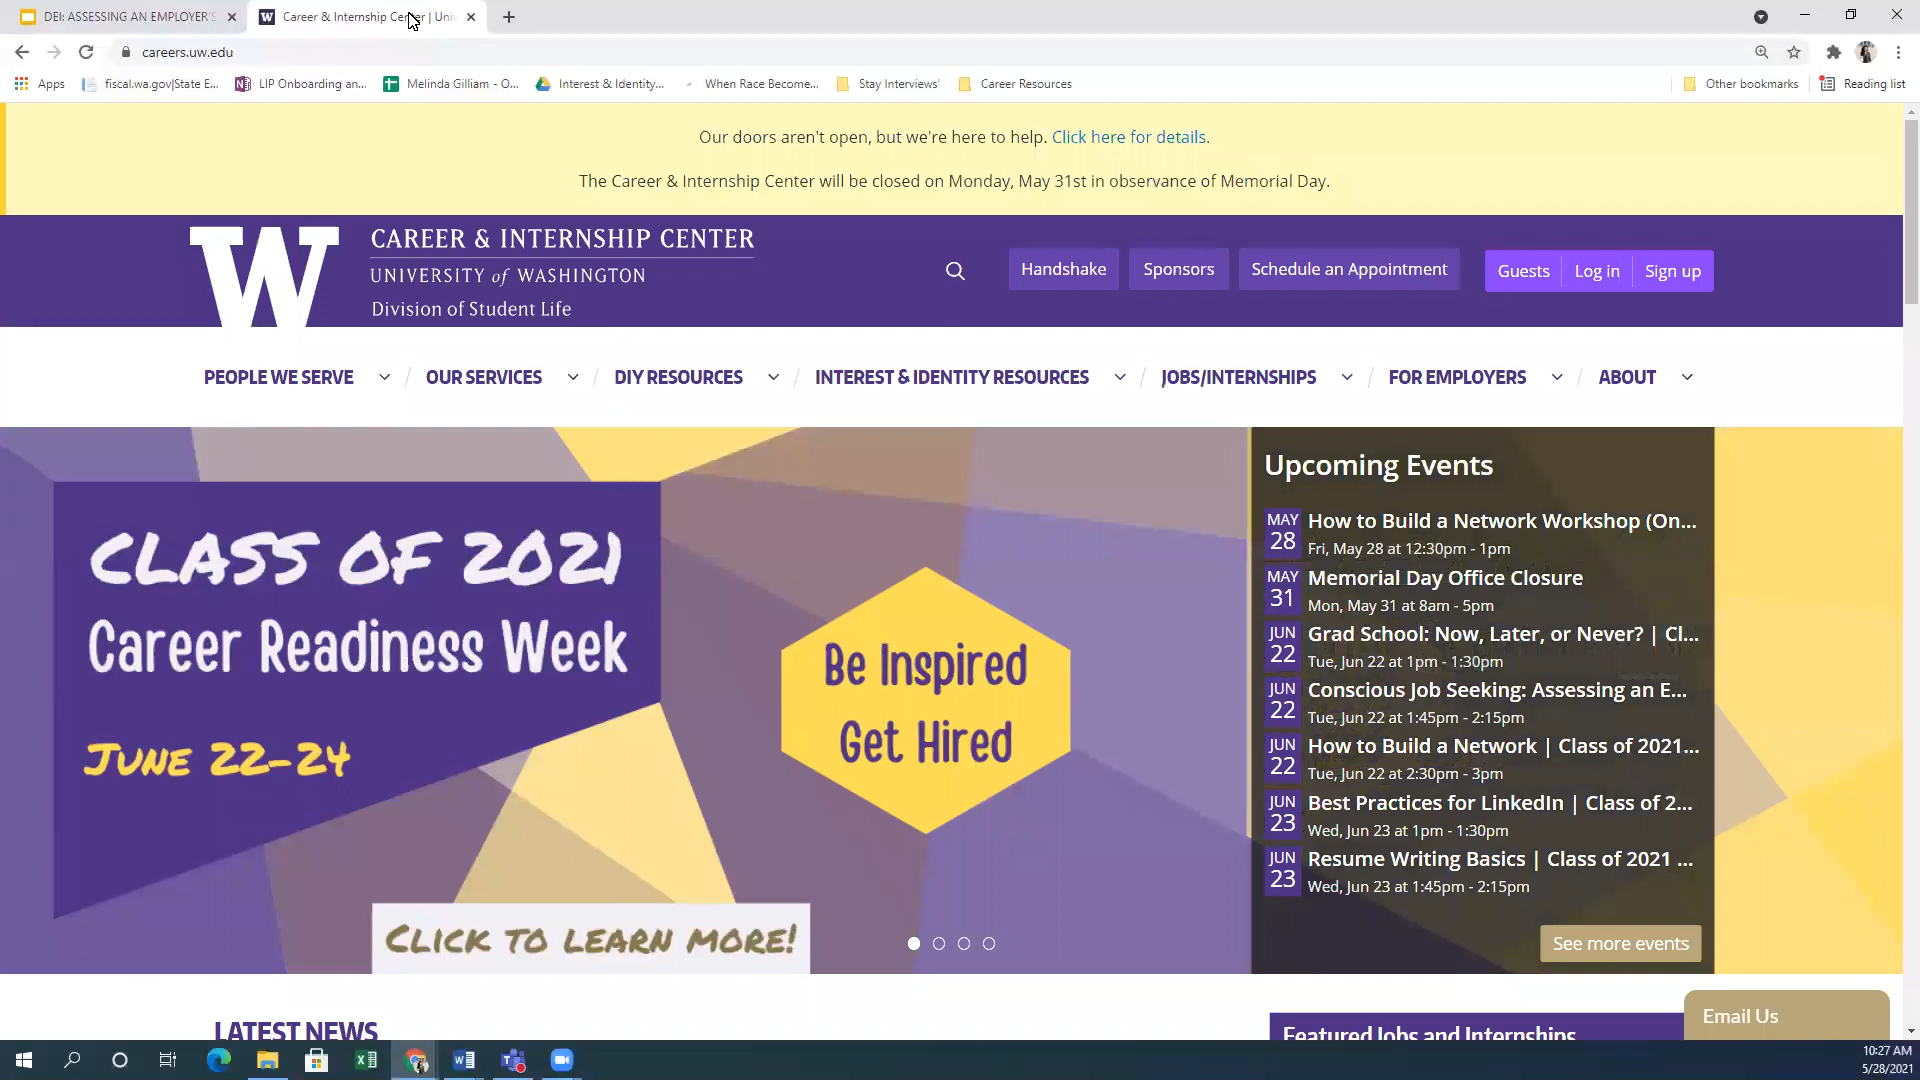 DEI: ASSESSING AN EMPLOYER'S
Career & Internship Center | Uni
careers.uw.edu
Apps
fiscal.wa.gov|State E...
LIP Onboarding an...
Melinda Gilliam - O...
Interest & Identity...
When Race Become...
Stay Interviews'
Career Resources
Other bookmarks
Reading list
Our doors aren't open, but we're here to help. Click here for details.
The Career & Internship Center will be closed on Monday, May 31st in observance of Memorial Day.
W
CAREER & INTERNSHIP CENTER
UNIVERSITY of WASHINGTON
Division of Student Life
Handshake
Sponsors
Schedule an Appointment
Guests
Log in
Sign up
PEOPLE WE SERVE
OUR SERVICES
DIY RESOURCES
INTEREST & IDENTITY RESOURCES
JOBS/INTERNSHIPS
FOR EMPLOYERS
ABOUT
CLASS OF 2021
Career Readiness Week
JUNE 22-24
Be Inspired
Get Hired
CLICK TO LEARN MORE!
Upcoming Events
MAY 28
How to Build a Network Workshop (On...
Fri, May 28 at 12:30pm - 1pm
MAY 31
Memorial Day Office Closure
Mon, May 31 at 8am - 5pm
JUN 22
Grad School: Now, Later, or Never? | Cl...
Tue, Jun 22 at 1pm - 1:30pm
JUN 22
Conscious Job Seeking: Assessing an E...
Tue, Jun 22 at 1:45pm - 2:15pm
JUN 22
How to Build a Network | Class of 2021...
Tue, Jun 22 at 2:30pm - 3pm
JUN 23
Best Practices for LinkedIn | Class of 2...
Wed, Jun 23 at 1pm - 1:30pm
JUN 23
Resume Writing Basics | Class of 2021 ...
Wed, Jun 23 at 1:45pm - 2:15pm
See more events
LATEST NEWS
Featured Jobs and Internships
Email Us
10:27 AM
5/28/2021